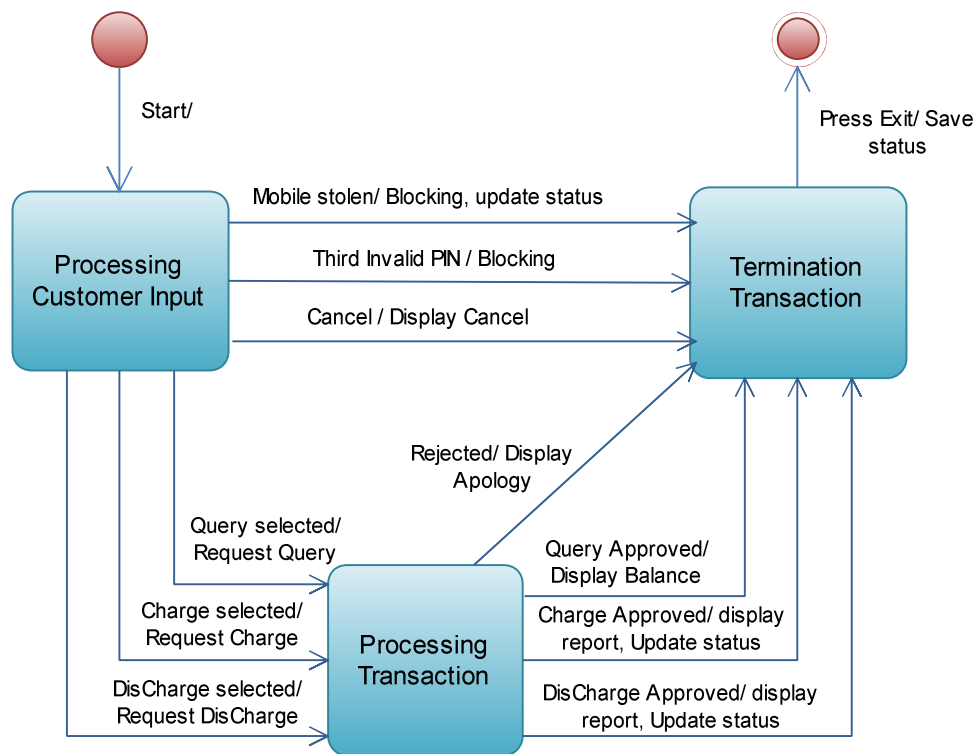 Start/
Press Exit/ Save
status
Mobile stolen/ Blocking, update status
Processing
Customer Input
Third Invalid PIN / Blocking
Termination
Transaction
Cancel / Display Cancel
Rejected/ Display
Apology
Query selected/
Request Query
Query Approved/
Display Balance
Charge selected/
Request Charge
Processing
Transaction
Charge Approved/ display
report, Update status
DisCharge selected/
Request DisCharge
DisCharge Approved/ display
report, Update status